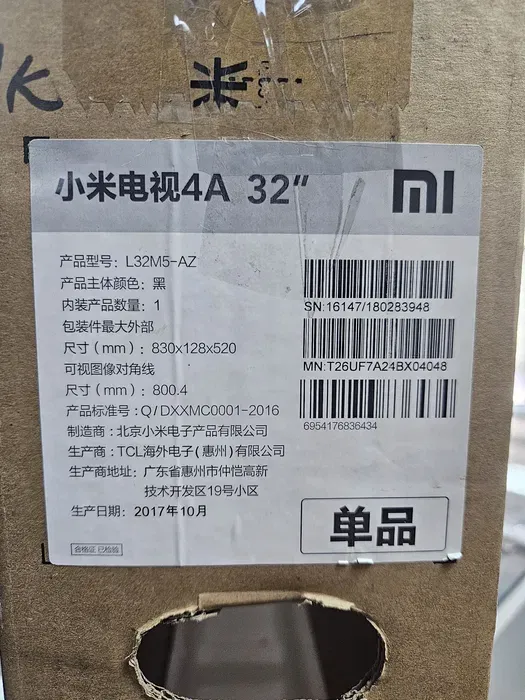 小米电视4A 32"
mi
产品型号: L32M5-AZ
产品主体颜色: 黑
内装产品数量: 1
包装件最大外部
尺寸 (mm) : 830x128x520
可视图像对角线
尺寸 (mm) : 800.4
产品标准号: Q/DXXMC0001-2016
制造商: 北京小米电子产品有限公司
生产商: TCL海外电子(惠州)有限公司
生产商地址: 广东省惠州市仲恺高新
技术开发区19号小区
生产日期: 2017年10月
合格证 已检验
SN:16147/180283948
MN:T26UF7A24BX04048
6954176836434
单品